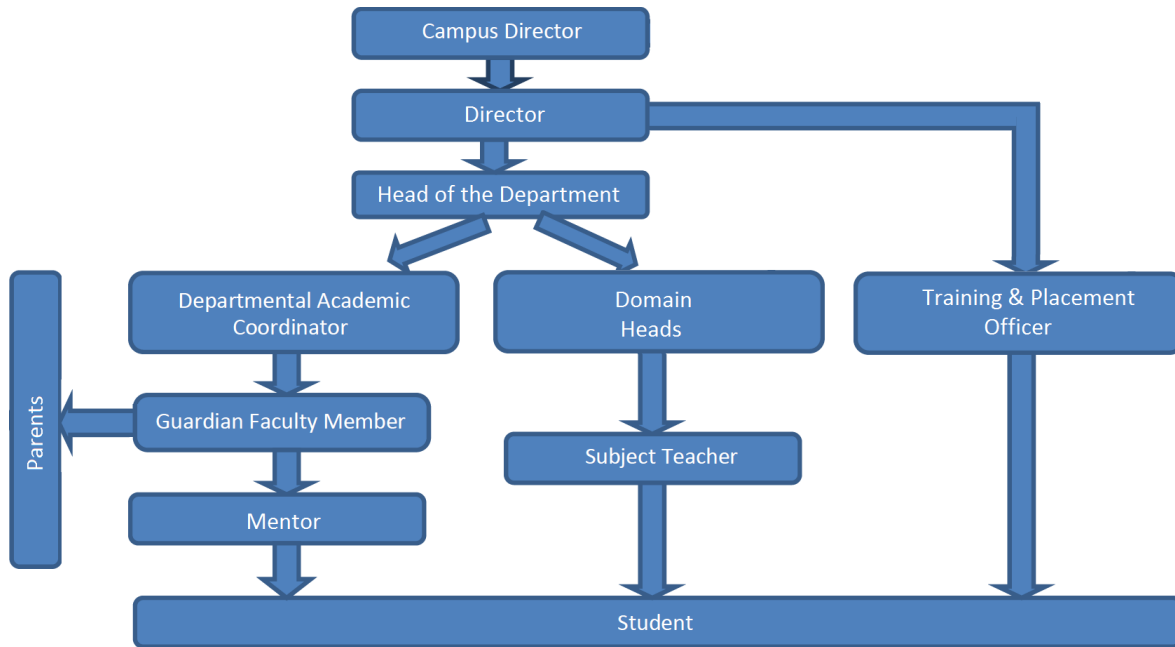 Campus Director
Director
Head of the Department
Departmental Academic
Coordinator
Domain
Heads
Training & Placement
Officer
Parents
Guardian Faculty Member
Subject Teacher
Mentor
Student